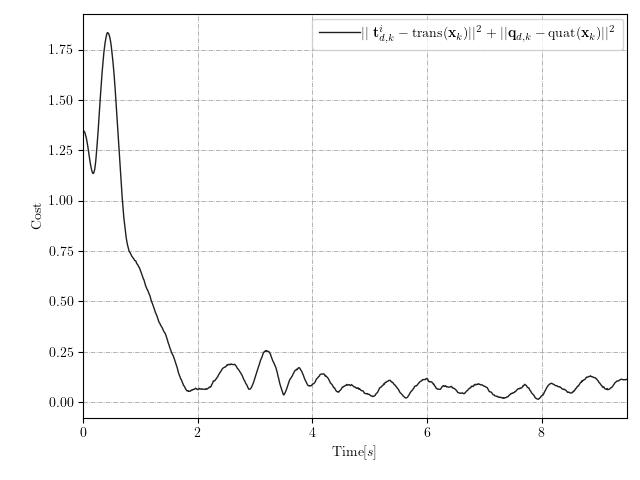 || t^i_{d,k} − trans(x_k)||^2 + ||q_{d,k} − quat(x_k)||^2
1.75
1.50
1.25
1.00
0.75
0.50
0.25
0.00
Cost
0 2 4 6 8
Time[s]